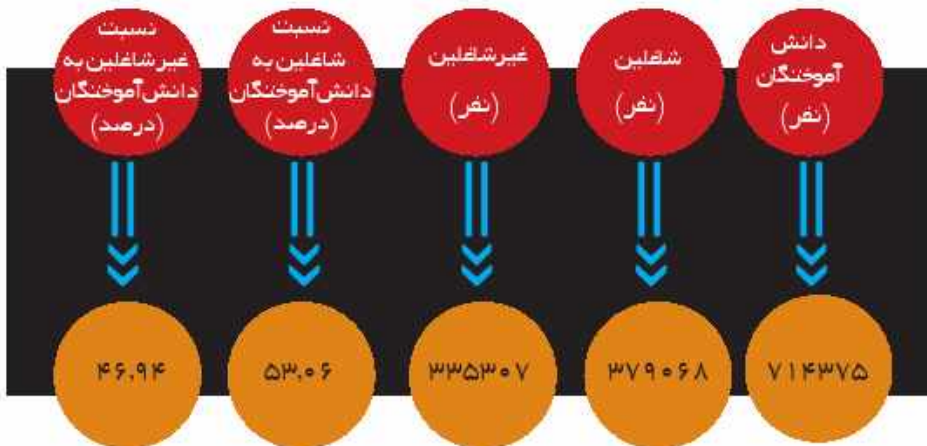 دانش
آموختگان
(نفر)
شاغلین
(نفر)
غیرشاغلین
(نفر)
نسبت
شاغلین به
دانش‌آموختگان
(درصد)
نسبت
غیرشاغلین به
دانش‌آموختگان
(درصد)
۷۱۴۳۷۵
۳۷۹۰۶۸
۳۳۵۳۰۷
۵۳,۰۶
۴۶,۹۴